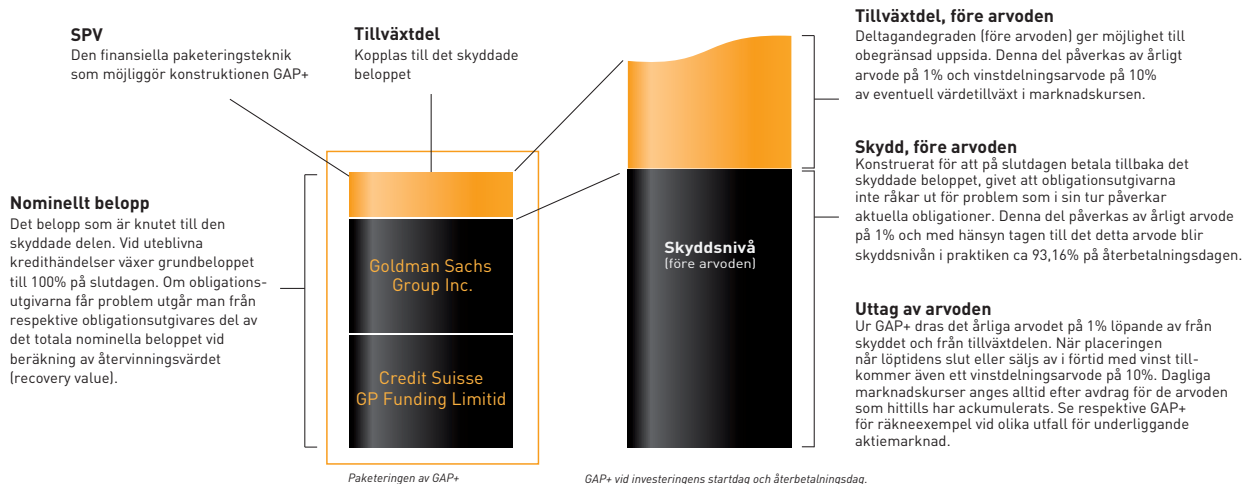 SPV
Den finansiella paketeringsteknik
som möjliggör konstruktionen GAP+
Tillväxtdel
Kopplas till det skyddade
beloppet
Nominellt belopp
Det belopp som är knutet till den
skyddade delen. Vid uteblivna
kredithändelser växer grundbeloppet
till 100% på slutdagen. Om obligations-
utgivarna får problem utgår man från
respektive obligationsutgivares del av
det totala nominella beloppet vid
beräkning av återvinningsvärdet
(recovery value).
Goldman Sachs
Group Inc.
Credit Suisse
GP Funding Limitid
Paketeringen av GAP+
Skyddsnivå
(före arvoden)
GAP+ vid investeringens startdag och återbetalningsdag.
Tillväxtdel, före arvoden
Deltagandegraden (före arvoden) ger möjlighet till
obegränsad uppsida. Denna del påverkas av årligt
arvode på 1% och vinstdelningsarvode på 10%
av eventuell värdetillväxt i marknadskursen.
Skydd, före arvoden
Konstruerat för att på slutdagen betala tillbaka det
skyddade beloppet, givet att obligationsutgivarna
inte råkar ut för problem som i sin tur påverkar
aktuella obligationer. Denna del påverkas av årligt arvode
på 1% och med hänsyn tagen till det detta arvode blir
skyddsnivån i praktiken ca 93,16% på återbetalningsdagen.
Uttag av arvoden
Ur GAP+ dras det årliga arvodet på 1% löpande av från
skyddet och från tillväxtdelen. När placeringen
når löptidens slut eller säljs av i förtid med vinst till-
kommer även ett vinstdelningsarvode på 10%. Dagliga
marknadskurser anges alltid efter avdrag för de arvoden
som hittills har ackumulerats. Se respektive GAP+
för räkneexempel vid olika utfall för underliggande
aktiemarknad.